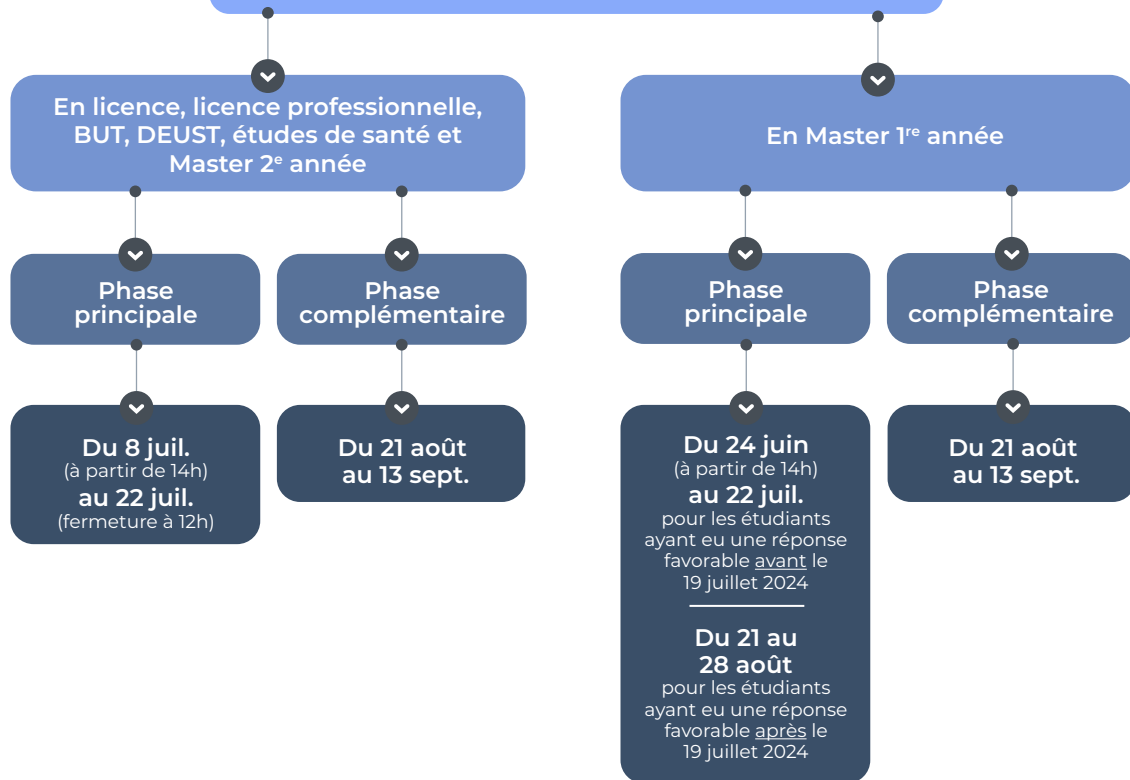 En licence, licence professionnelle,
BUT, DEUST, études de santé et
Master 2e année
Phase
principale
Du 8 juil.
(à partir de 14h)
au 22 juil.
(fermeture à 12h)
Phase
complémentaire
Du 21 août
au 13 sept.
En Master 1re année
Phase
principale
Du 24 juin
(à partir de 14h)
au 22 juil.
pour les étudiants
ayant eu une réponse
favorable avant le
19 juillet 2024
Du 21 au
28 août
pour les étudiants
ayant eu une réponse
favorable après le
19 juillet 2024
Phase
complémentaire
Du 21 août
au 13 sept.